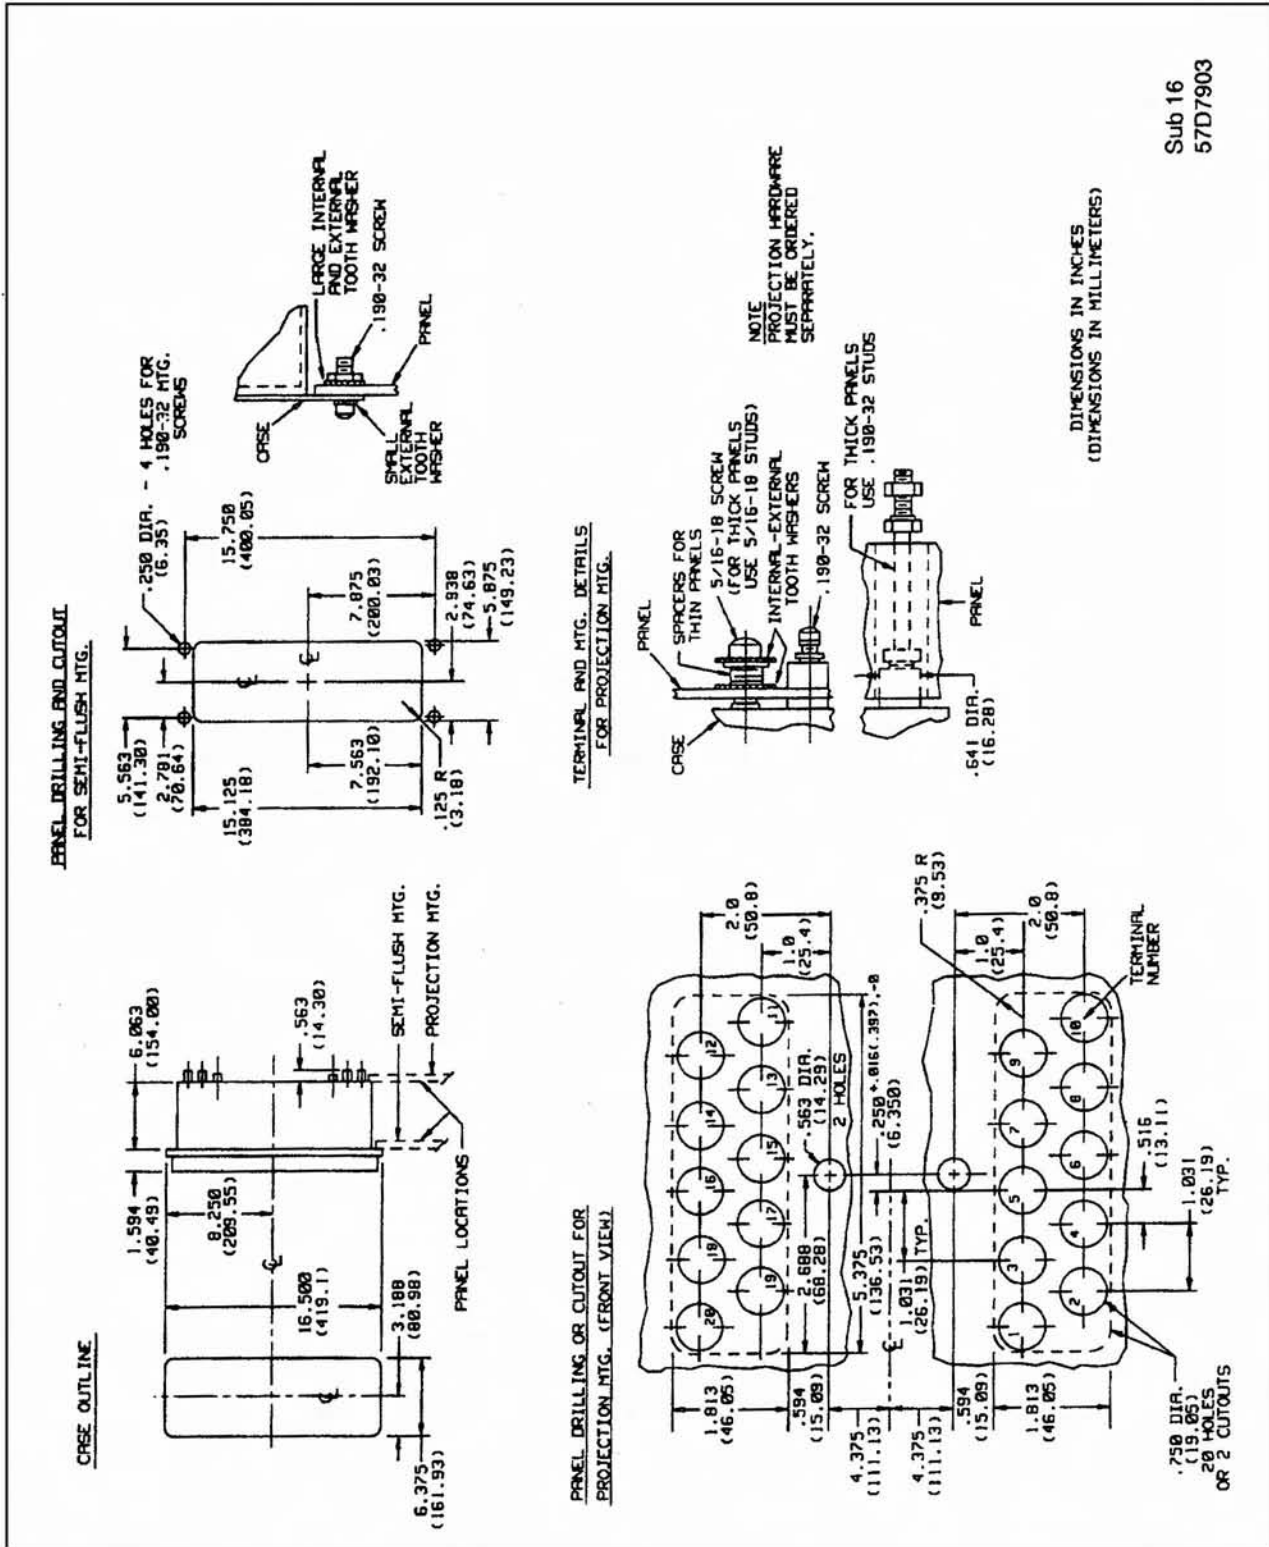 CASE OUTLINE
6.375
(161.93)
3.188
(80.98)
16.500
(419.1)
8.250
(209.55)
1.594
(40.49)
6.063
(154.00)
.563
(14.30)
SEMI-FLUSH MTG.
PROJECTION MTG.
PANEL LOCATIONS
PANEL DRILLING AND CUTOUT
FOR SEMI-FLUSH MTG.
5.563
(141.30)
2.781
(70.64)
15.125
(384.18)
7.563
(192.10)
.125 R
(3.18)
.250 DIA. - 4 HOLES FOR
(6.35) .190-32 MTG.
SCREWS
15.750
(400.05)
7.875
(200.03)
2.938
(74.63)
5.875
(149.23)
CASE
LARGE INTERNAL
AND EXTERNAL
TOOTH WASHER
.190-32 SCREW
SMALL
EXTERNAL
TOOTH
WASHER
PANEL
PANEL DRILLING OR CUTOUT FOR
PROJECTION MTG. (FRONT VIEW)
1.813
(46.05)
.594
(15.09)
4.375
(111.13)
4.375
(111.13)
.594
(15.09)
1.813
(46.05)
20 18 16 14 12
19 17 15 13 11
2.0
(50.8)
1.0
(25.4)
.563 DIA.
(14.29)
2 HOLES
2.688
(68.28)
5.375
(136.53)
.250 +.016(.397),-0
(6.350)
1.031
(26.19) TYP.
1 3 5 7 9
2 4 6 8 10
.375 R
(9.53)
1.0
(25.4)
2.0
(50.8)
TERMINAL
NUMBER
.516
(13.11)
1.031
(26.19)
TYP.
.750 DIA.
(19.05)
20 HOLES
OR 2 CUTOUTS
TERMINAL AND MTG. DETAILS
FOR PROJECTION MTG.
PANEL
SPACERS FOR
THIN PANELS
5/16-18 SCREW
(FOR THICK PANELS
USE 5/16-18 STUDS)
INTERNAL-EXTERNAL
TOOTH WASHERS
.190-32 SCREW
CASE
FOR THICK PANELS
USE .190-32 STUDS
.641 DIA.
(16.28)
PANEL
NOTE
PROJECTION HARDWARE
MUST BE ORDERED
SEPARATELY.
DIMENSIONS IN INCHES
(DIMENSIONS IN MILLIMETERS)
Sub 16
57D7903